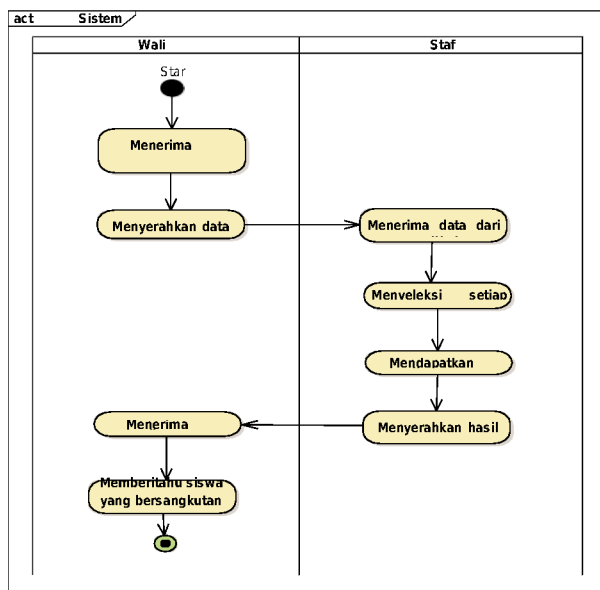 act Sistem
Wali
Staf
Star
Menerima
Menyerahkan data
Menerima data dari
Menyeleksi setiap
Mendapatkan
Menyerahkan hasil
Menerima
Memberitahu siswa
yang bersangkutan